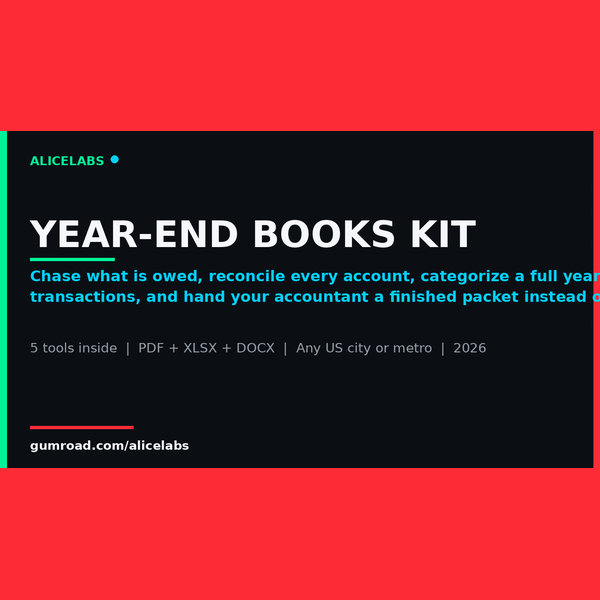 ALICELABS
YEAR-END BOOKS KIT
Chase what is owed, reconcile every account, categorize a full year
transactions, and hand your accountant a finished packet instead
5 tools inside | PDF + XLSX + DOCX | Any US city or metro | 2026
gumroad.com/alicelabs